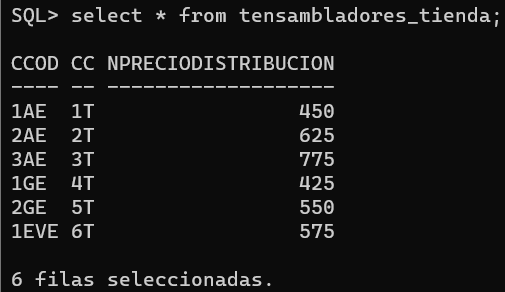 SQL> select * from tensambladores_tienda;
CCOD CC NPRECIODISTRIBUCION
---- -- -------------------
1AE  1T                 450
2AE  2T                 625
3AE  3T                 775
1GE  4T                 425
2GE  5T                 550
1EVE 6T                 575
6 filas seleccionadas.